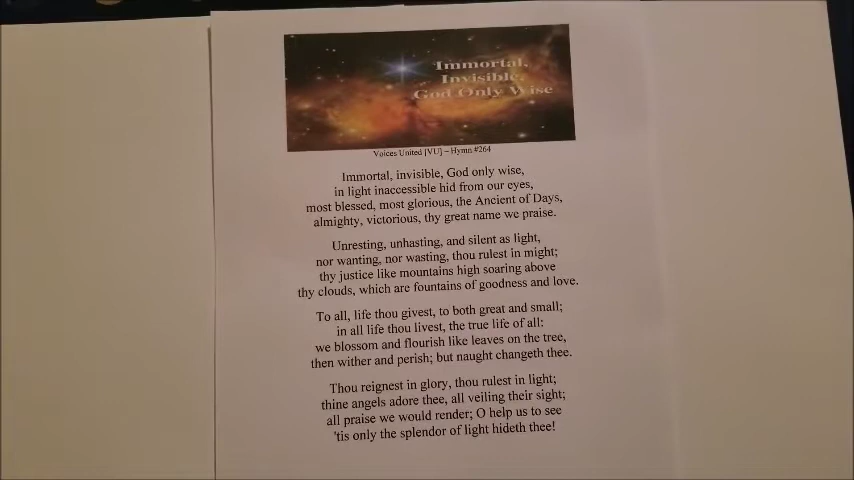 Immortal,
Invisible,
God Only Wise
Voices United [VU] – Hymn #264
Immortal, invisible, God only wise,
in light inaccessible hid from our eyes,
most blessed, most glorious, the Ancient of Days,
almighty, victorious, thy great name we praise.
Unresting, unhasting, and silent as light,
nor wanting, nor wasting, thou rulest in might;
thy justice like mountains high soaring above
thy clouds, which are fountains of goodness and love.
To all, life thou givest, to both great and small;
in all life thou livest, the true life of all:
we blossom and flourish like leaves on the tree,
then wither and perish; but naught changeth thee.
Thou reignest in glory, thou rulest in light;
thine angels adore thee, all veiling their sight;
all praise we would render; O help us to see
'tis only the splendor of light hideth thee!